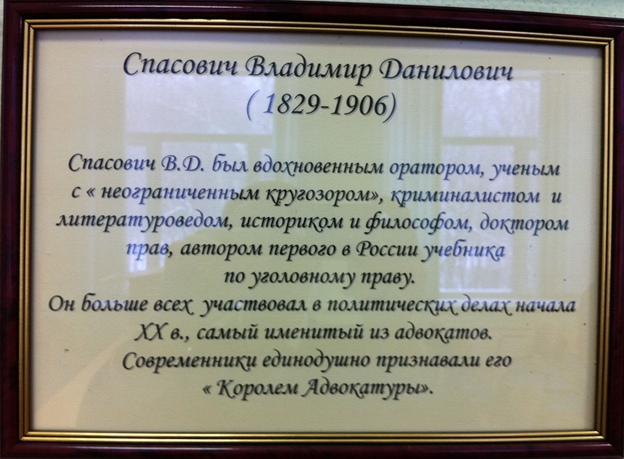 Спасович Владимир Данилович
( 1829-1906)
Спасович В.Д. был вдохновенным оратором, ученым
с « неограниченным кругозором», криминалистом и
литературоведом, историком и философом, доктором
прав, автором первого в России учебника
по уголовному праву.
Он больше всех участвовал в политических делах начала
XX в., самый именитый из адвокатов.
Современники единодушно признавали его
« Королем Адвокатуры».